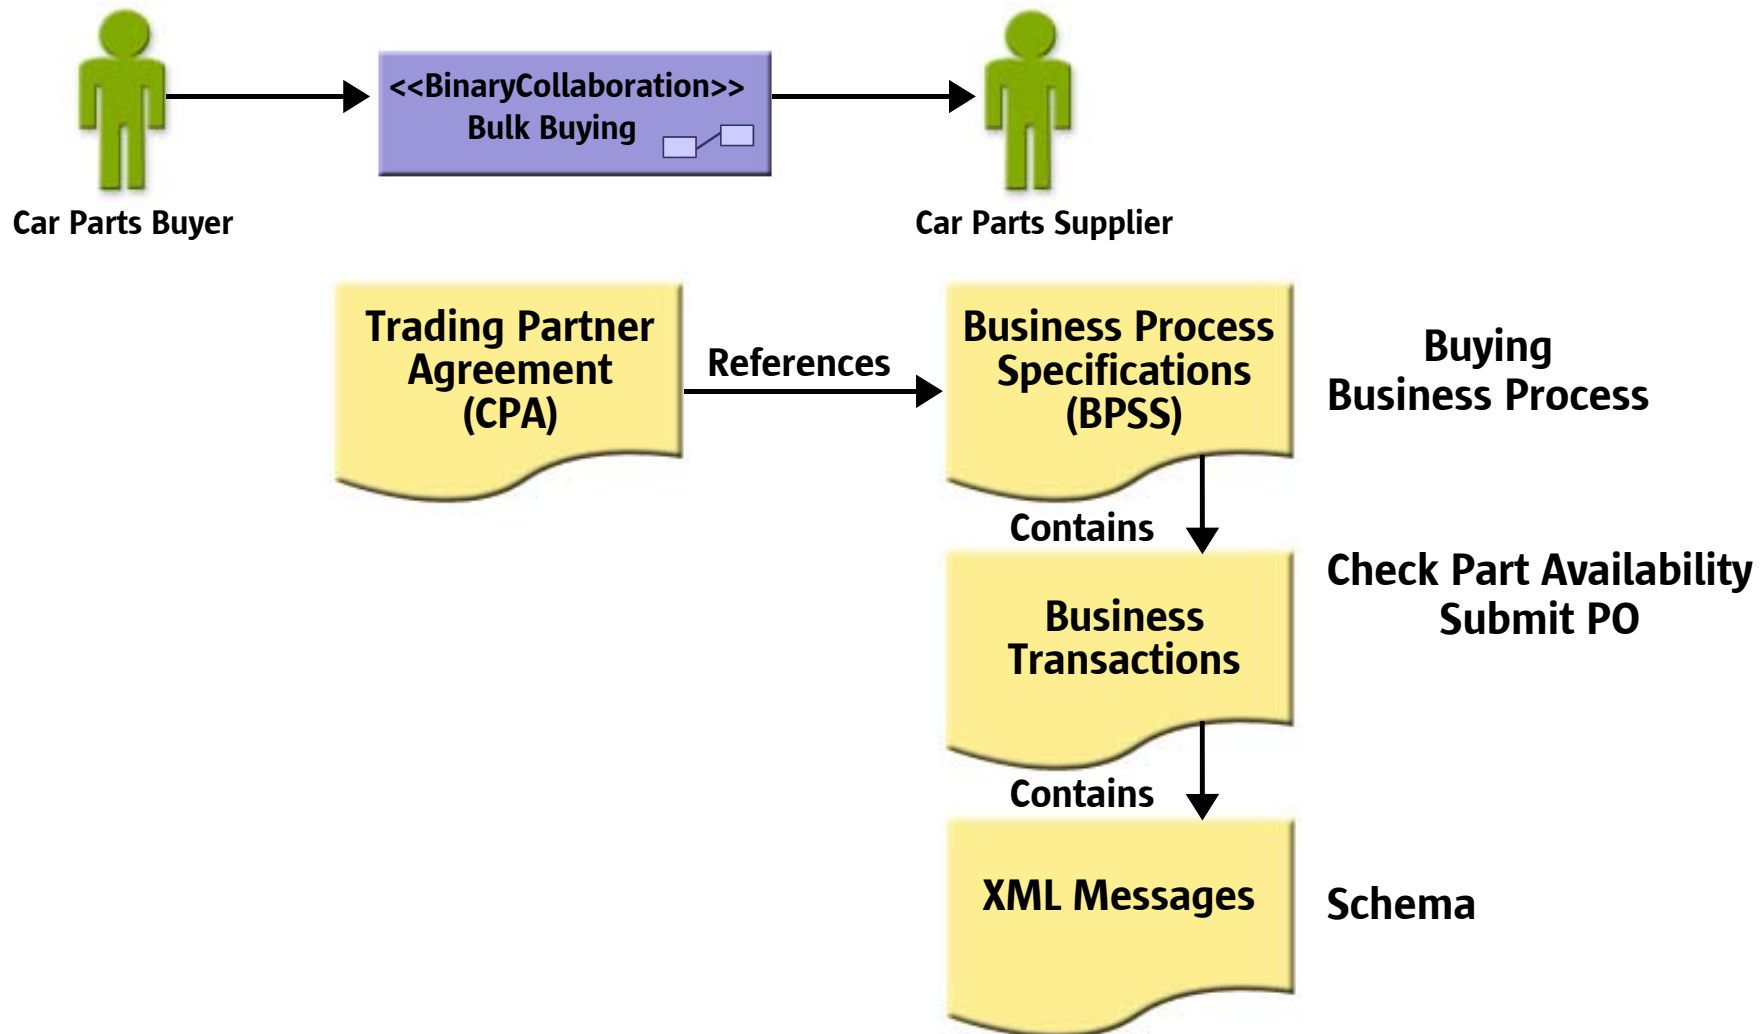 <<BinaryCollaboration>>
Bulk Buying
Car Parts Buyer
Car Parts Supplier
Trading Partner
Agreement
(CPA)
References
Business Process
Specifications
(BPSS)
Buying
Business Process
Contains
Business
Transactions
Check Part Availability
Submit PO
Contains
XML Messages
Schema